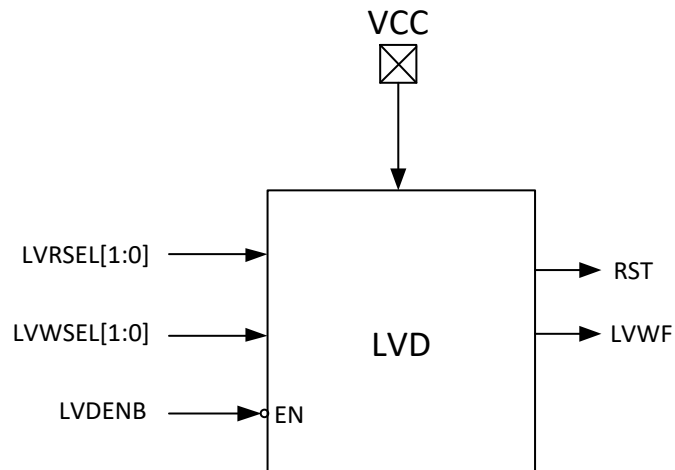 VCC
LVRSEL[1:0]
RST
LVWSEL[1:0]
LVD
LVWF
LVDENB
EN